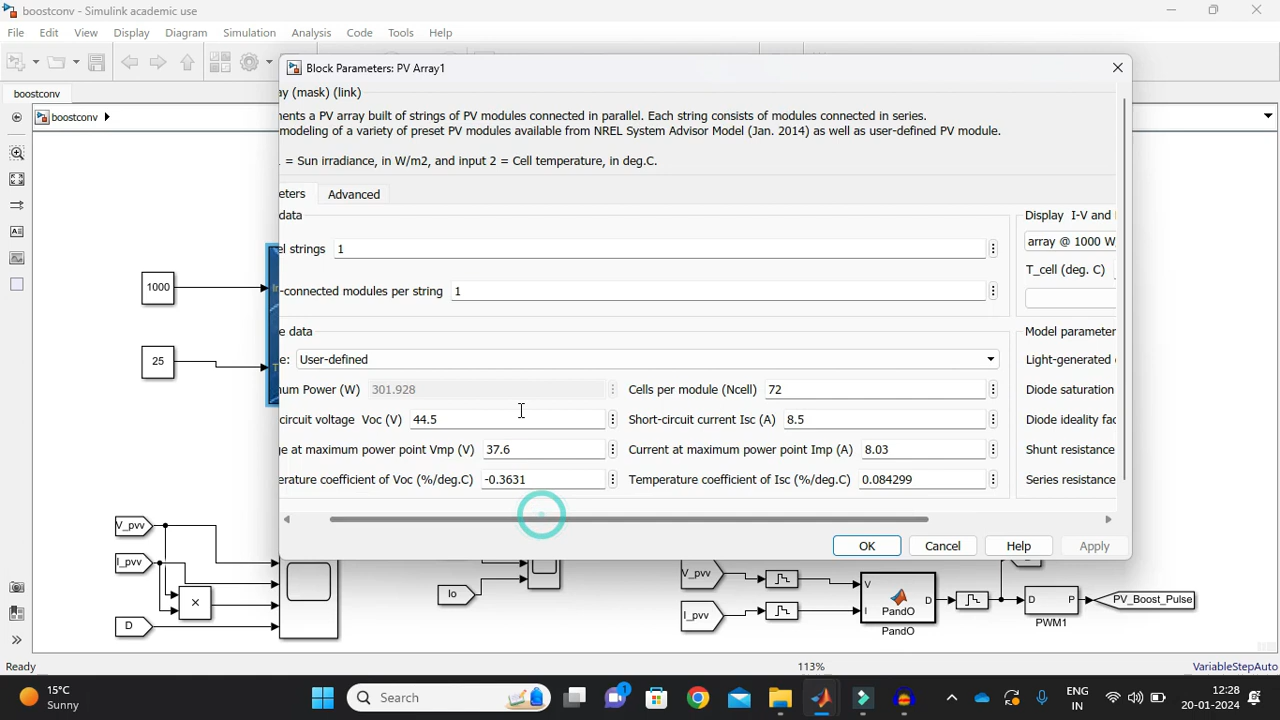 boostconv - Simulink academic use
File Edit View Display Diagram Simulation Analysis Code Tools Help
boostconv
boostconv
Block Parameters: PV Array1
ay (mask) (link)
nents a PV array built of strings of PV modules connected in parallel. Each string consists of modules connected in series.
modeling of a variety of preset PV modules available from NREL System Advisor Model (Jan. 2014) as well as user-defined PV module.
= Sun irradiance, in W/m2, and input 2 = Cell temperature, in deg.C.
eters Advanced
data
Display I-V and
el strings 1
array @ 1000 W
T_cell (deg. C)
-connected modules per string 1
e data
Model parameter
e: User-defined
Light-generated
num Power (W) 301.928
Cells per module (Ncell) 72
Diode saturation
circuit voltage Voc (V) 44.5
Short-circuit current Isc (A) 8.5
Diode ideality fac
ge at maximum power point Vmp (V) 37.6
Current at maximum power point Imp (A) 8.03
Shunt resistance
erature coefficient of Voc (%/deg.C) -0.3631
Temperature coefficient of Isc (%/deg.C) 0.084299
Series resistance
OK Cancel Help Apply
1000
25
V_pvv
I_pvv
×
D
Io
V_pvv
I_pvv
V
I
PandO
D
PandO
D P
PWM1
PV_Boost_Pulse
Ready
113%
VariableStepAuto
15°C
Sunny
Search
1
ENG
IN
12:28
20-01-2024